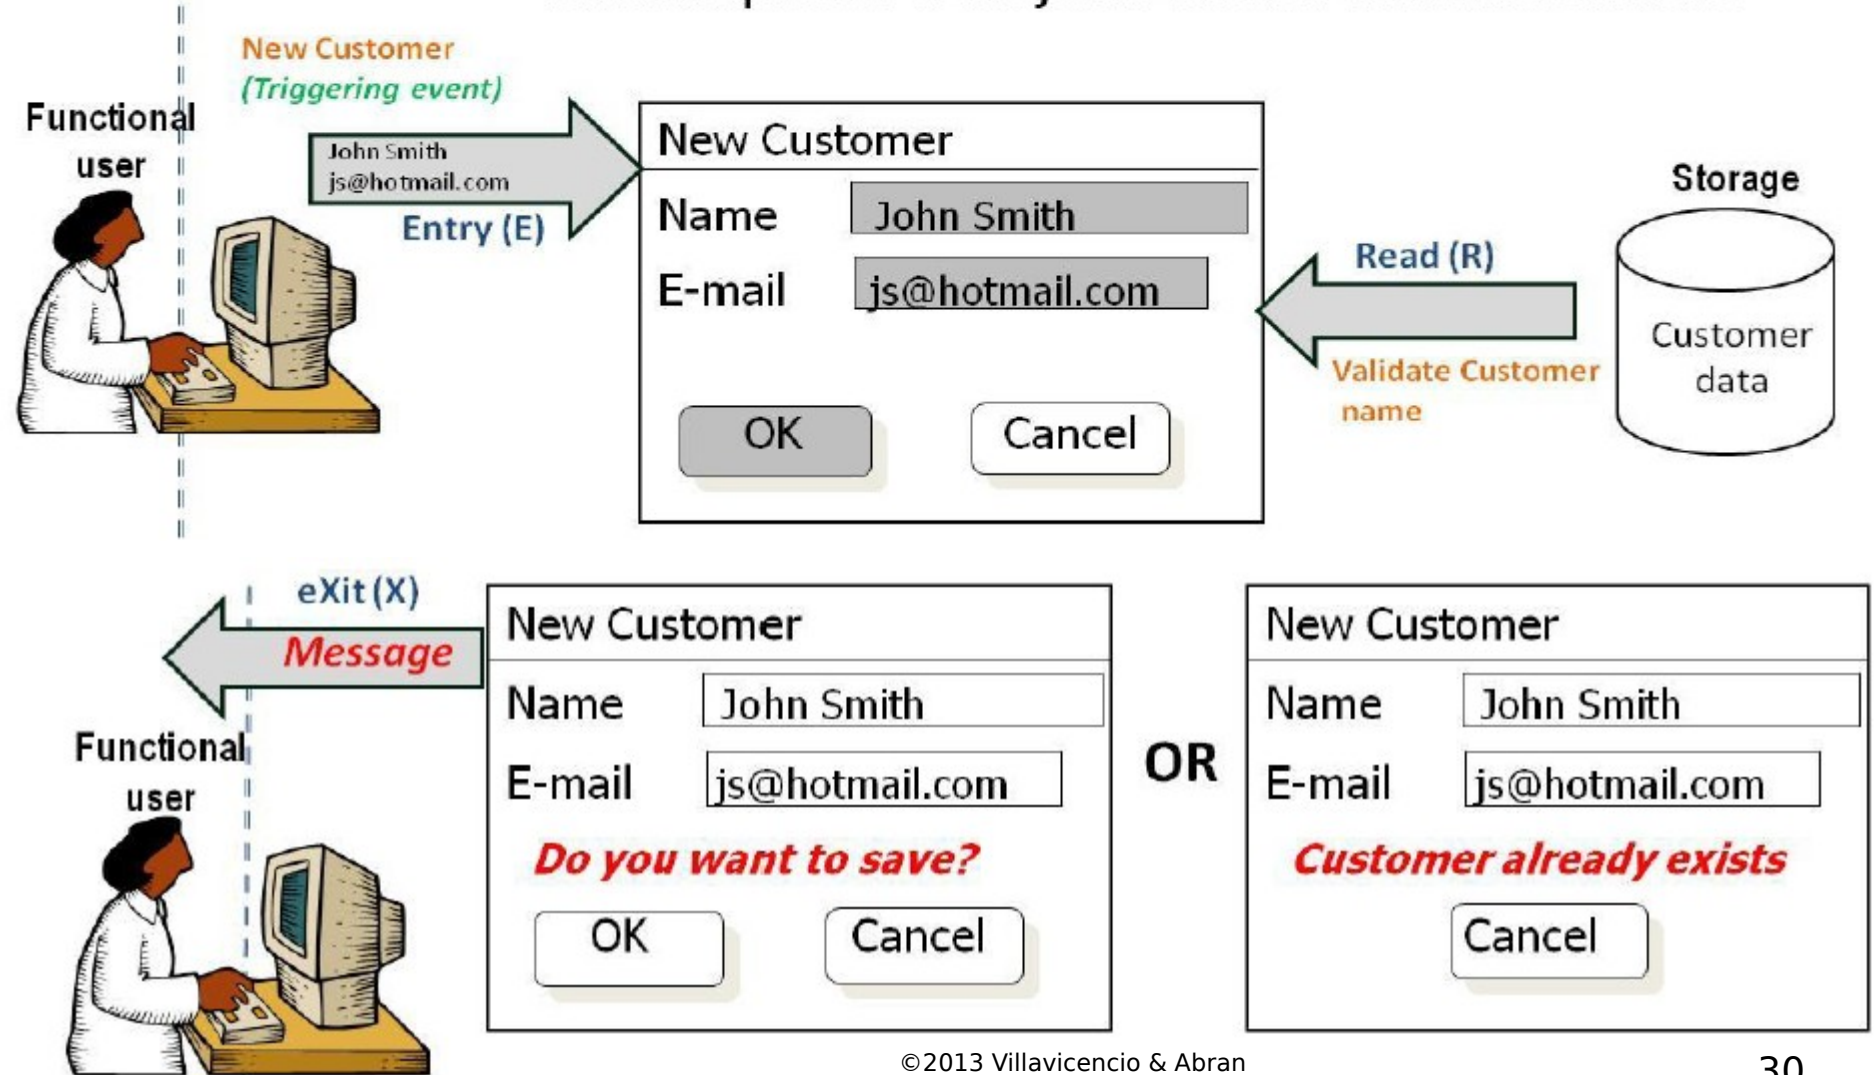 New Customer
(Triggering event)
Functional
user
John Smith
js@hotmail.com
Entry (E)
New Customer
Name John Smith
E-mail js@hotmail.com
OK Cancel
Read (R)
Validate Customer
name
Storage
Customer
data
eXit (X)
Message
Functional
user
New Customer
Name John Smith
E-mail js@hotmail.com
Do you want to save?
OK Cancel
OR
New Customer
Name John Smith
E-mail js@hotmail.com
Customer already exists
Cancel
©2013 Villavicencio & Abran
30